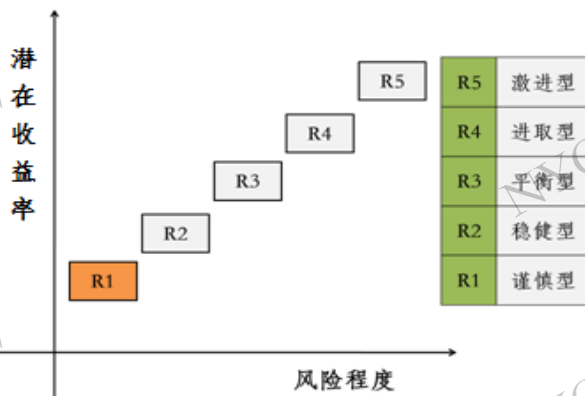 潜在收益率
R5
R4
R3
R2
R1
风险程度
R5 激进型
R4 进取型
R3 平衡型
R2 稳健型
R1 谨慎型